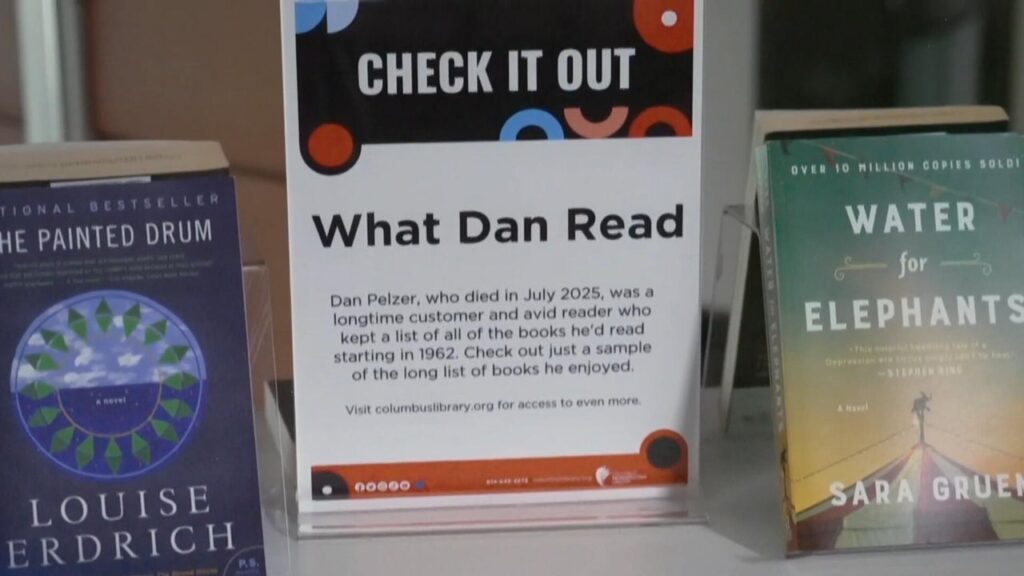 CHECK IT OUT
What Dan Read
Dan Pelzer, who died in July 2025, was a
longtime customer and avid reader who
kept a list of all of the books he'd read
starting in 1962. Check out just a sample
of the long list of books he enjoyed.
Visit columbuslibrary.org for access to even more.
TIONAL BESTSELLER
HE PAINTED DRUM
a novel
LOUISE
ERDRICH
P.S.
OVER 10 MILLION COPIES SOLD!
WATER
for
ELEPHANTS
—STEPHEN KING
A Novel
SARA GRUEN